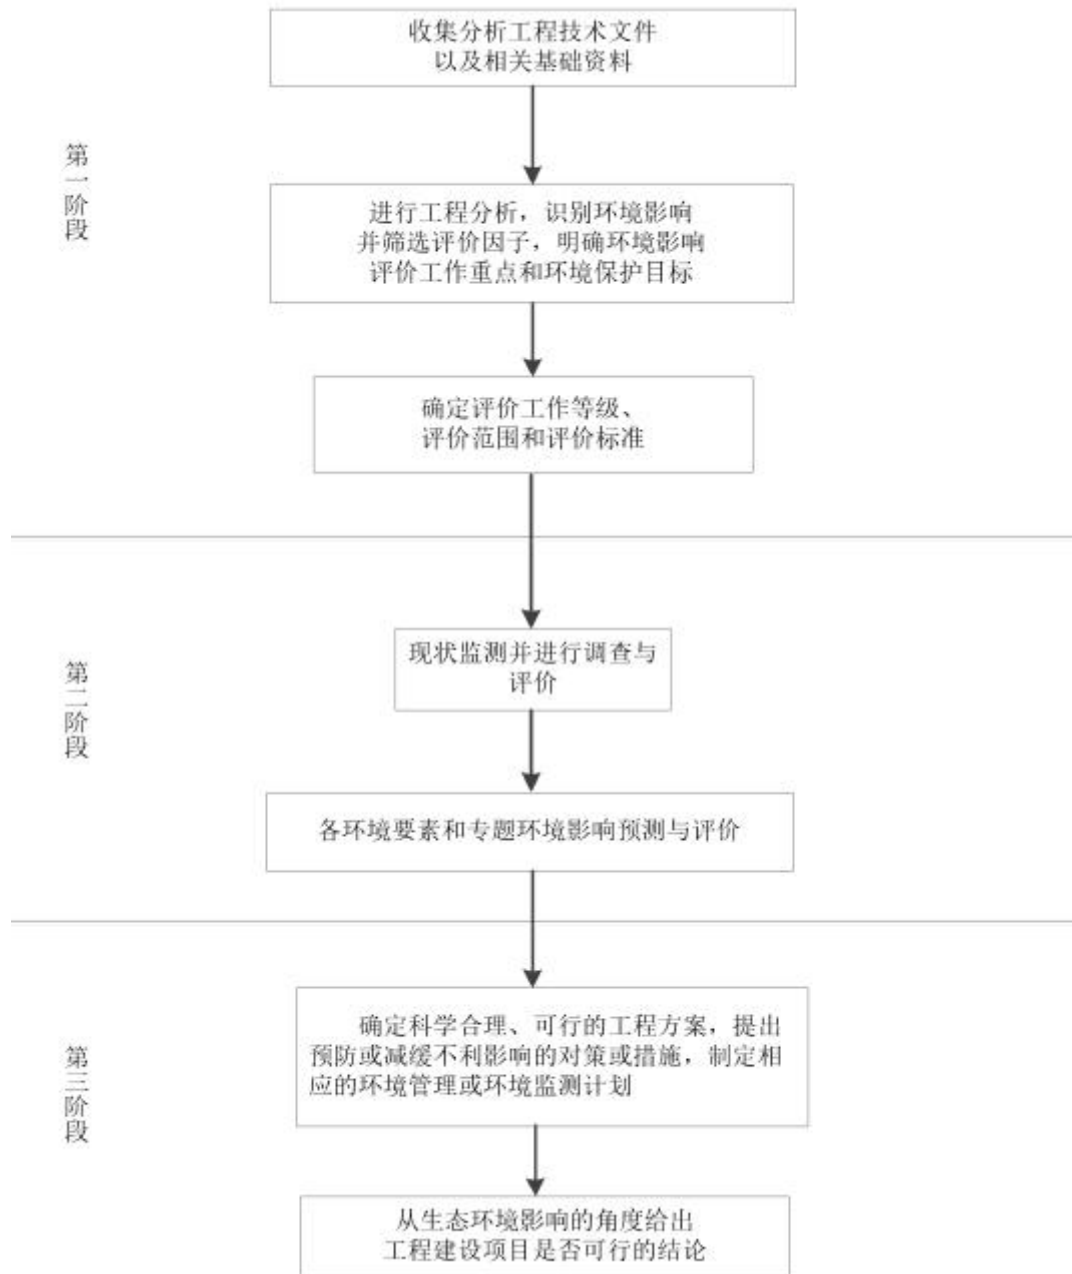 收集分析工程技术文件
以及相关基础资料
第一阶段
进行工程分析，识别环境影响
并筛选评价因子，明确环境影响
评价工作重点和环境保护目标
确定评价工作等级、
评价范围和评价标准
第二阶段
现状监测并进行调查与
评价
各环境要素和专题环境影响预测与评价
第三阶段
确定科学合理、可行的工程方案，提出
预防或减缓不利影响的对策或措施，制定相
应的环境管理或环境监测计划
从生态环境影响的角度给出
工程建设项目是否可行的结论